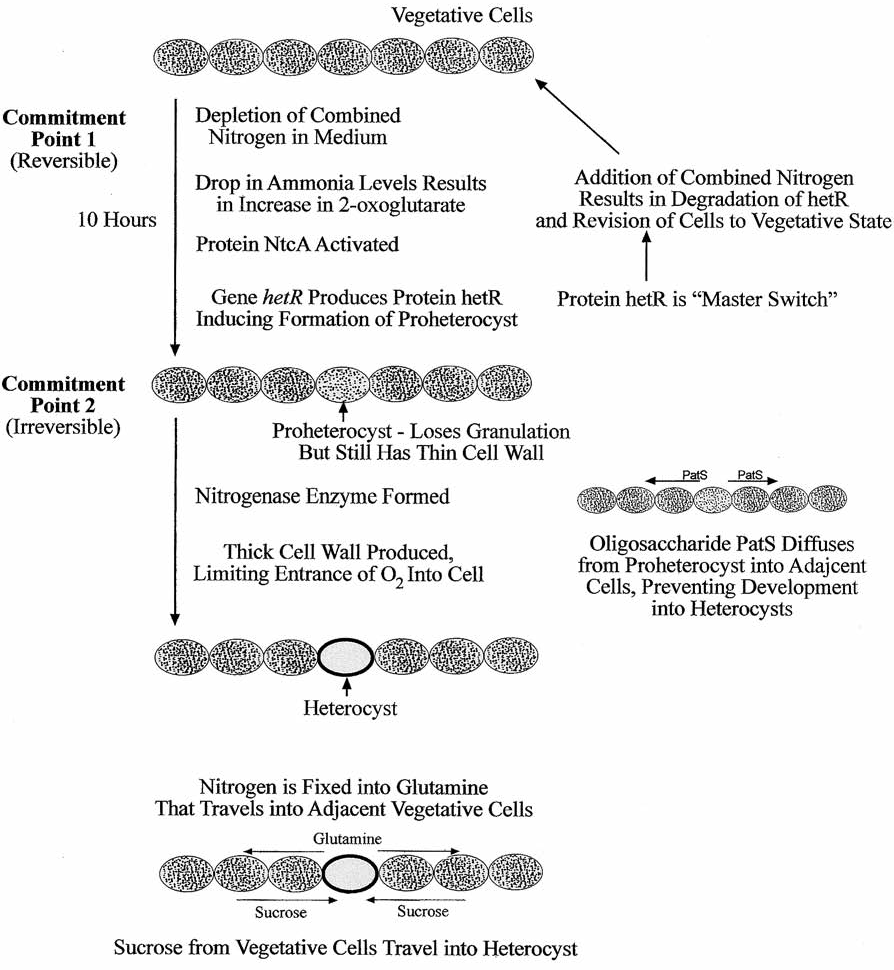 Vegetative Cells
Commitment
Point 1
(Reversible)
10 Hours
Depletion of Combined
Nitrogen in Medium
Drop in Ammonia Levels Results
in Increase in 2-oxoglutarate
Protein NtcA Activated
Gene hetR Produces Protein hetR
Inducing Formation of Proheterocyst
Addition of Combined Nitrogen
Results in Degradation of hetR
and Revision of Cells to Vegetative State
Protein hetR is “Master Switch”
Commitment
Point 2
(Irreversible)
Proheterocyst - Loses Granulation
But Still Has Thin Cell Wall
Nitrogenase Enzyme Formed
Thick Cell Wall Produced,
Limiting Entrance of O2 Into Cell
PatS PatS
Oligosaccharide PatS Diffuses
from Proheterocyst into Adajcent
Cells, Preventing Development
into Heterocysts
Heterocyst
Nitrogen is Fixed into Glutamine
That Travels into Adjacent Vegetative Cells
Glutamine
Sucrose Sucrose
Sucrose from Vegetative Cells Travel into Heterocyst